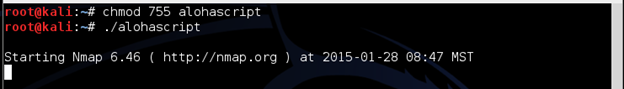 root@kali:~# chmod 755 alohascript
root@kali:~# ./alohascript
Starting Nmap 6.46 ( http://nmap.org ) at 2015-01-28 08:47 MST